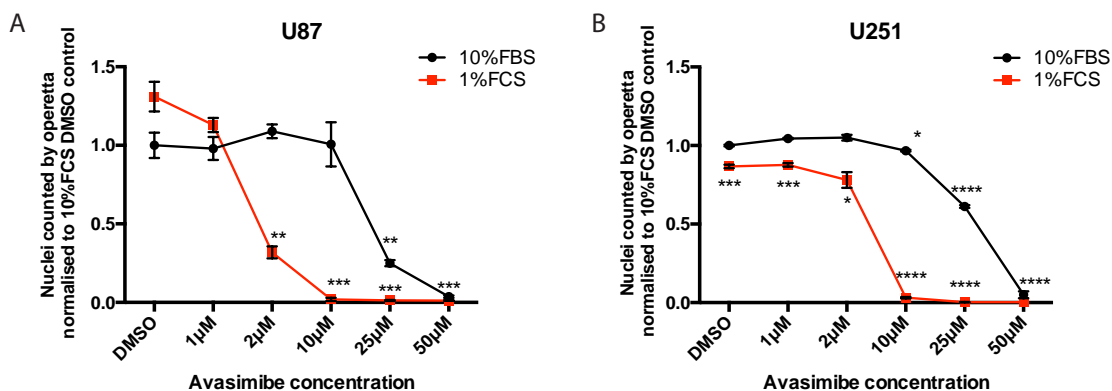 A
U87
10%FBS
1%FCS
Nuclei counted by operetta
normalised to 10%FCS DMSO control
1.5
1.0
0.5
0.0
**
***
**
***
***
DMSO
1µM
2µM
10µM
25µM
50µM
Avasimibe concentration
B
U251
10%FBS
1%FCS
Nuclei counted by operetta
normalised to 10%FCS DMSO control
1.5
1.0
0.5
0.0
***
***
*
*
****
****
****
****
DMSO
1µM
2µM
10µM
25µM
50µM
Avasimibe concentration